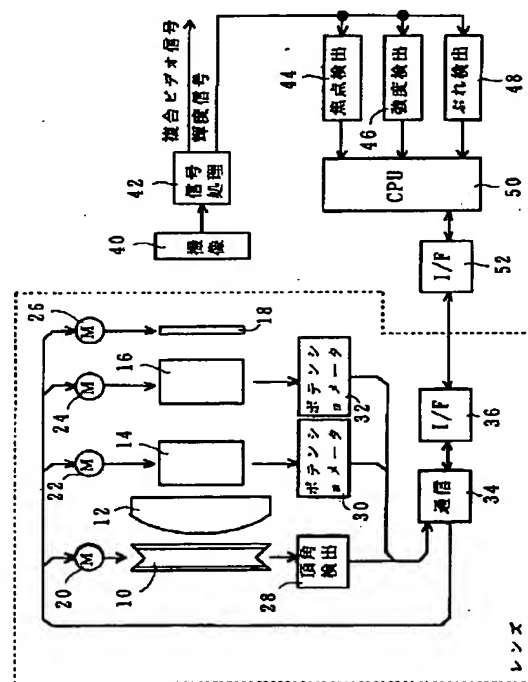 20
M
22
M
24
M
26
M
10
12
14
16
18
40
撮像
42
信号
処理
複合ビデオ信号
輝度信号
28
頂角
検出
30
ポテンシ
ョメータ
32
ポテンシ
ョメータ
44
焦点検出
46
強度検出
48
ぶれ検出
CPU
50
34
通信
36
I/F
52
I/F
レンズ